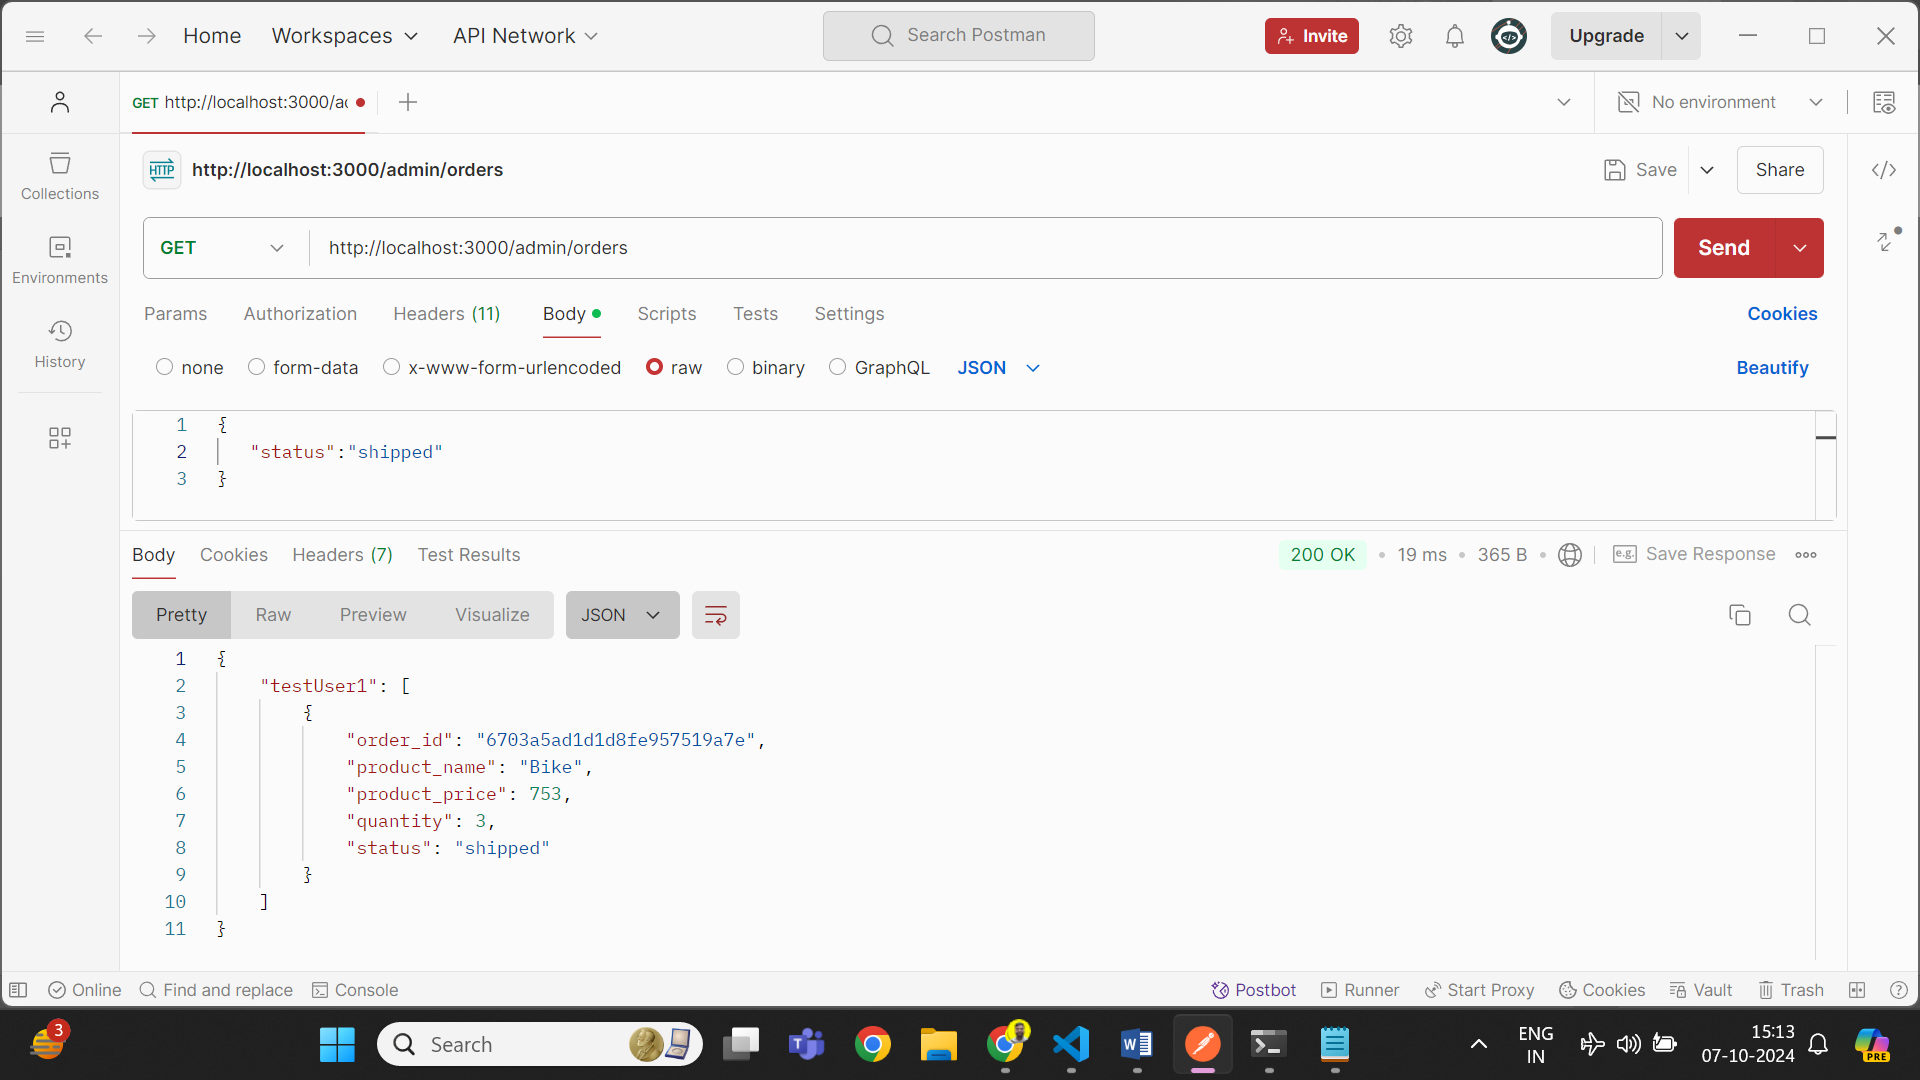 Home Workspaces API Network Search Postman Invite Upgrade
GET http://localhost:3000/ad No environment
HTTP http://localhost:3000/admin/orders Save Share
Collections
GET http://localhost:3000/admin/orders Send
Environments
Params Authorization Headers (11) Body Scripts Tests Settings Cookies
History
none form-data x-www-form-urlencoded raw binary GraphQL JSON Beautify
1 {
2 "status":"shipped"
3 }
Body Cookies Headers (7) Test Results 200 OK 19 ms 365 B e.g. Save Response
Pretty Raw Preview Visualize JSON
1 {
2 "testUser1": [
3 {
4 "order_id": "6703a5ad1d1d8fe957519a7e",
5 "product_name": "Bike",
6 "product_price": 753,
7 "quantity": 3,
8 "status": "shipped"
9 }
10 ]
11 }
Online Find and replace Console Postbot Runner Start Proxy Cookies Vault Trash
3 Search ENG 15:13
IN 07-10-2024 PRE